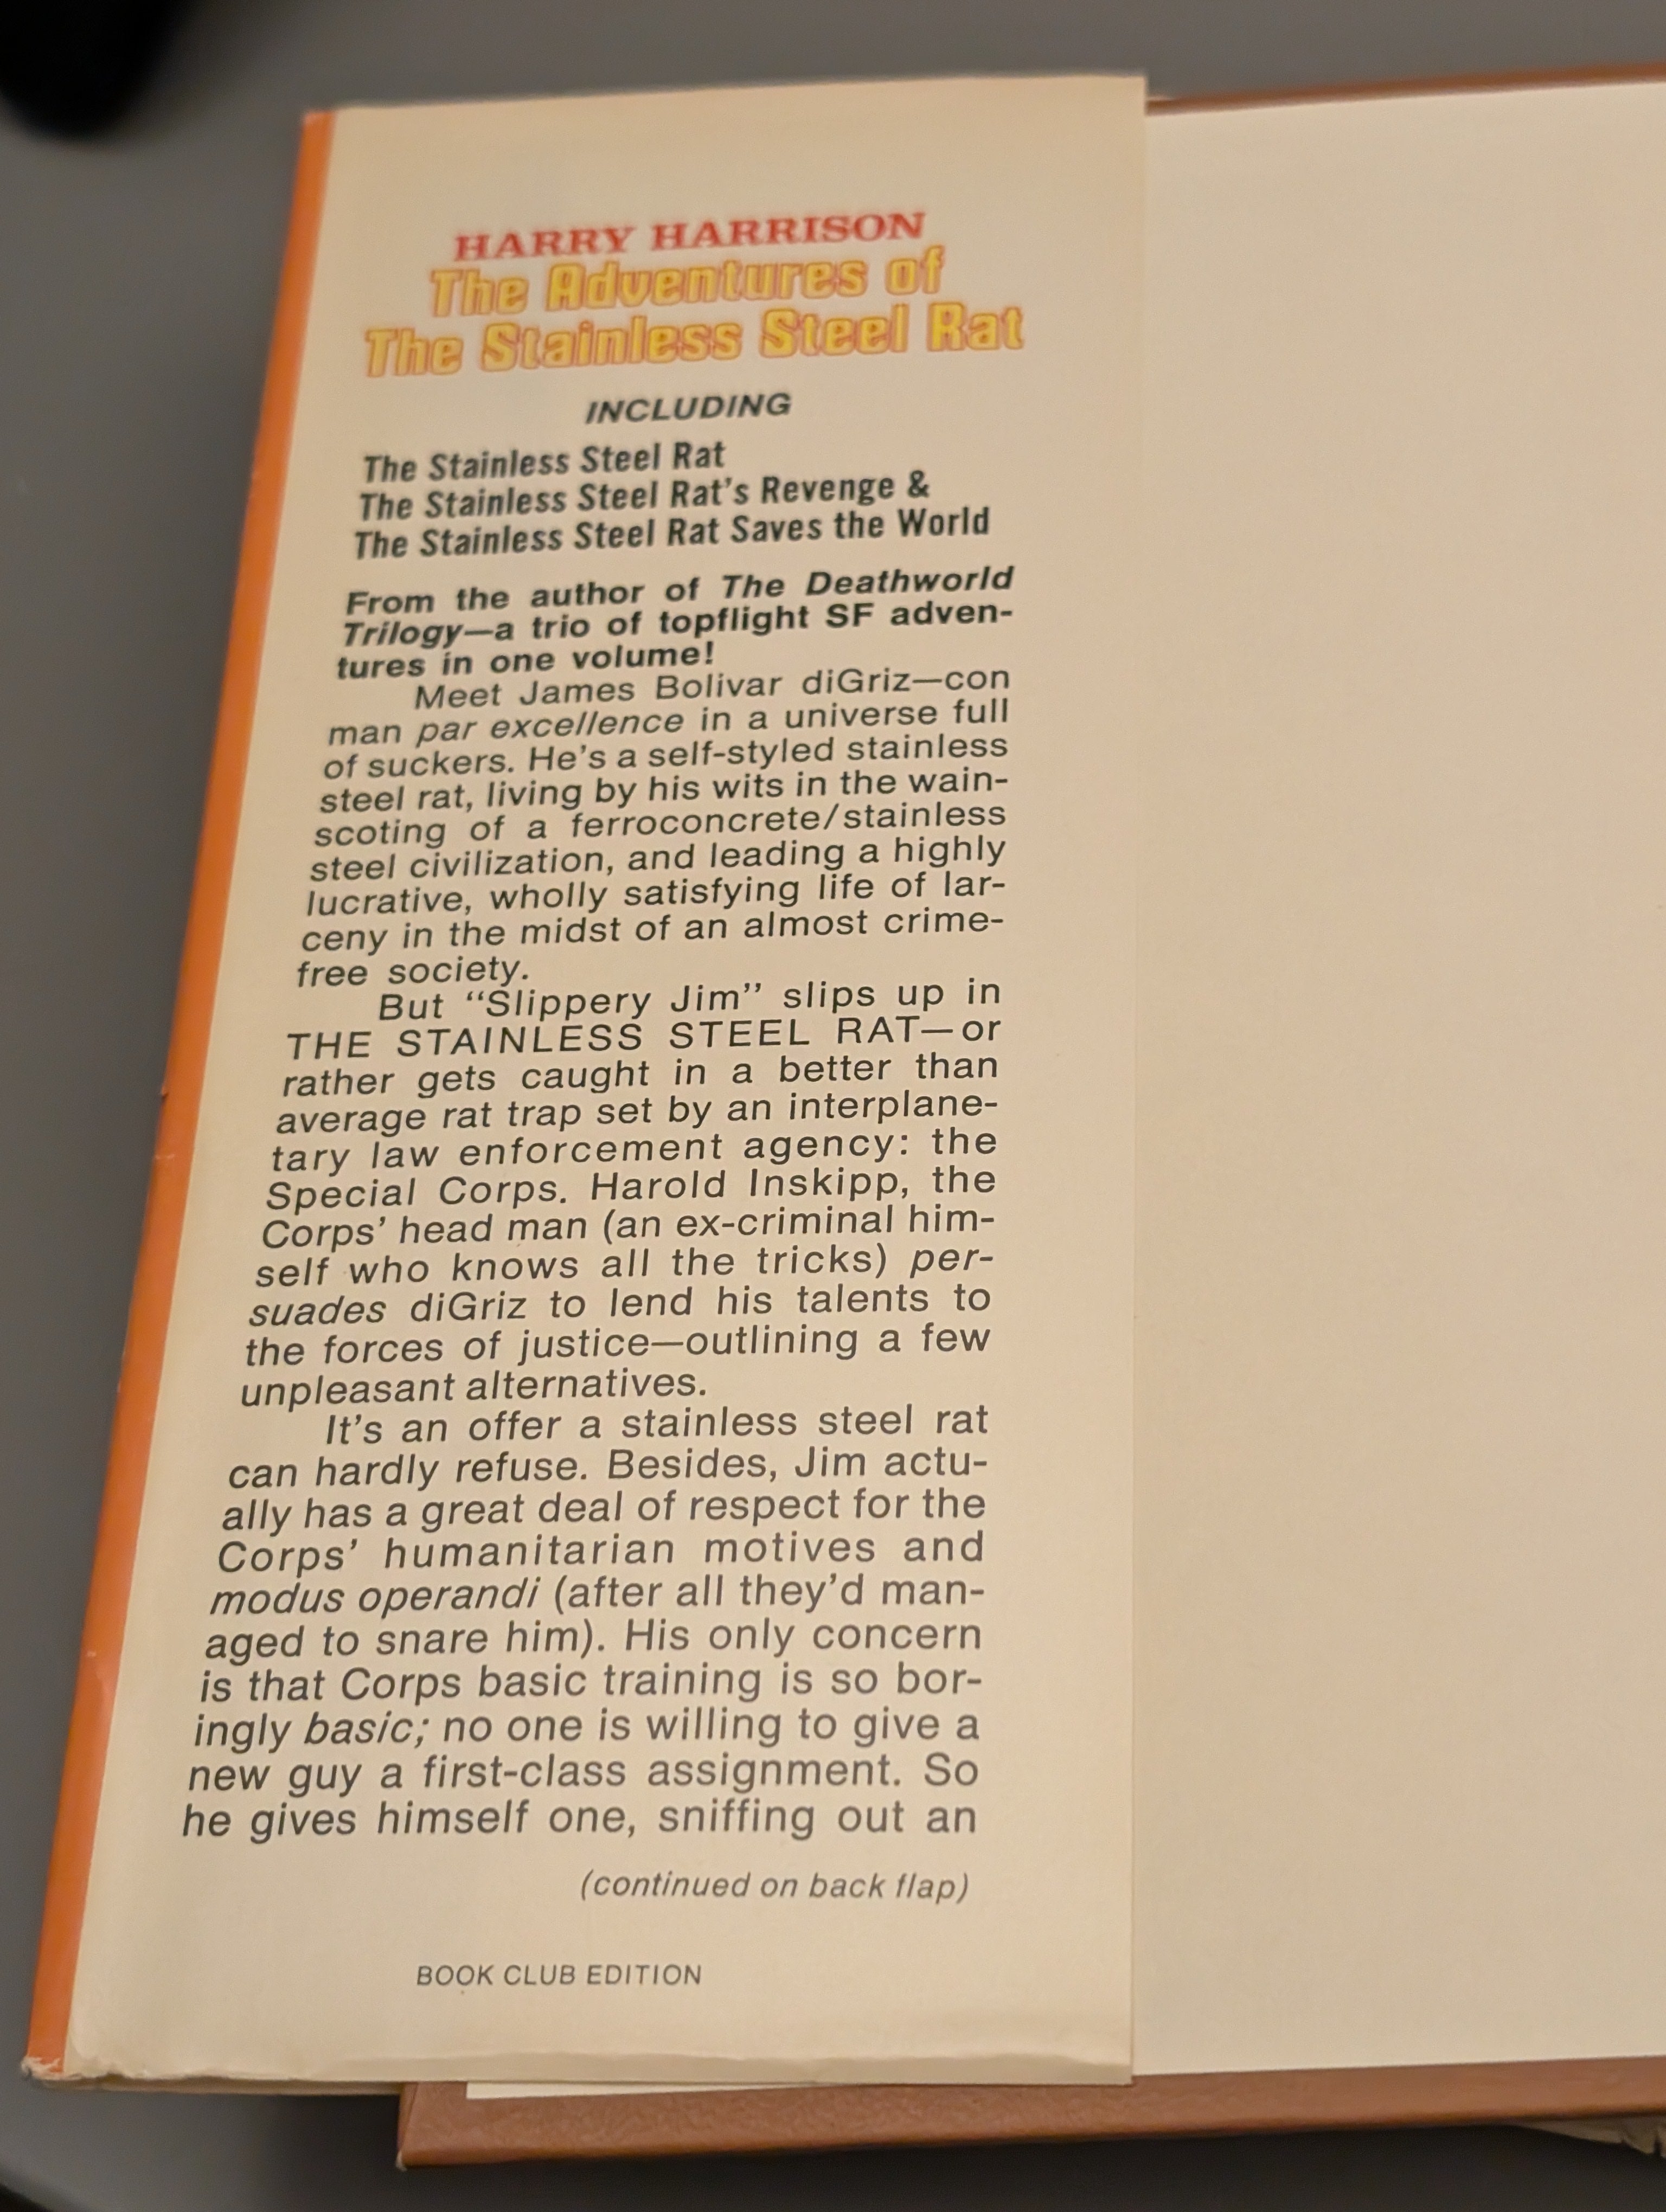 HARRY HARRISON
The Adventures of
The Stainless Steel Rat
INCLUDING
The Stainless Steel Rat
The Stainless Steel Rat's Revenge &
The Stainless Steel Rat Saves the World
From the author of The Deathworld
Trilogy—a trio of topflight SF adven-
tures in one volume!
Meet James Bolivar diGriz—con
man par excellence in a universe full
of suckers. He's a self-styled stainless
steel rat, living by his wits in the wain-
scoting of a ferroconcrete/stainless
steel civilization, and leading a highly
lucrative, wholly satisfying life of lar-
ceny in the midst of an almost crime-
free society.
But “Slippery Jim” slips up in
THE STAINLESS STEEL RAT—or
rather gets caught in a better than
average rat trap set by an interplane-
tary law enforcement agency: the
Special Corps. Harold Inskipp, the
Corps' head man (an ex-criminal him-
self who knows all the tricks) per-
suades diGriz to lend his talents to
the forces of justice—outlining a few
unpleasant alternatives.
It's an offer a stainless steel rat
can hardly refuse. Besides, Jim actu-
ally has a great deal of respect for the
Corps' humanitarian motives and
modus operandi (after all they'd man-
aged to snare him). His only concern
is that Corps basic training is so bor-
ingly basic; no one is willing to give a
new guy a first-class assignment. So
he gives himself one, sniffing out an
(continued on back flap)
BOOK CLUB EDITION